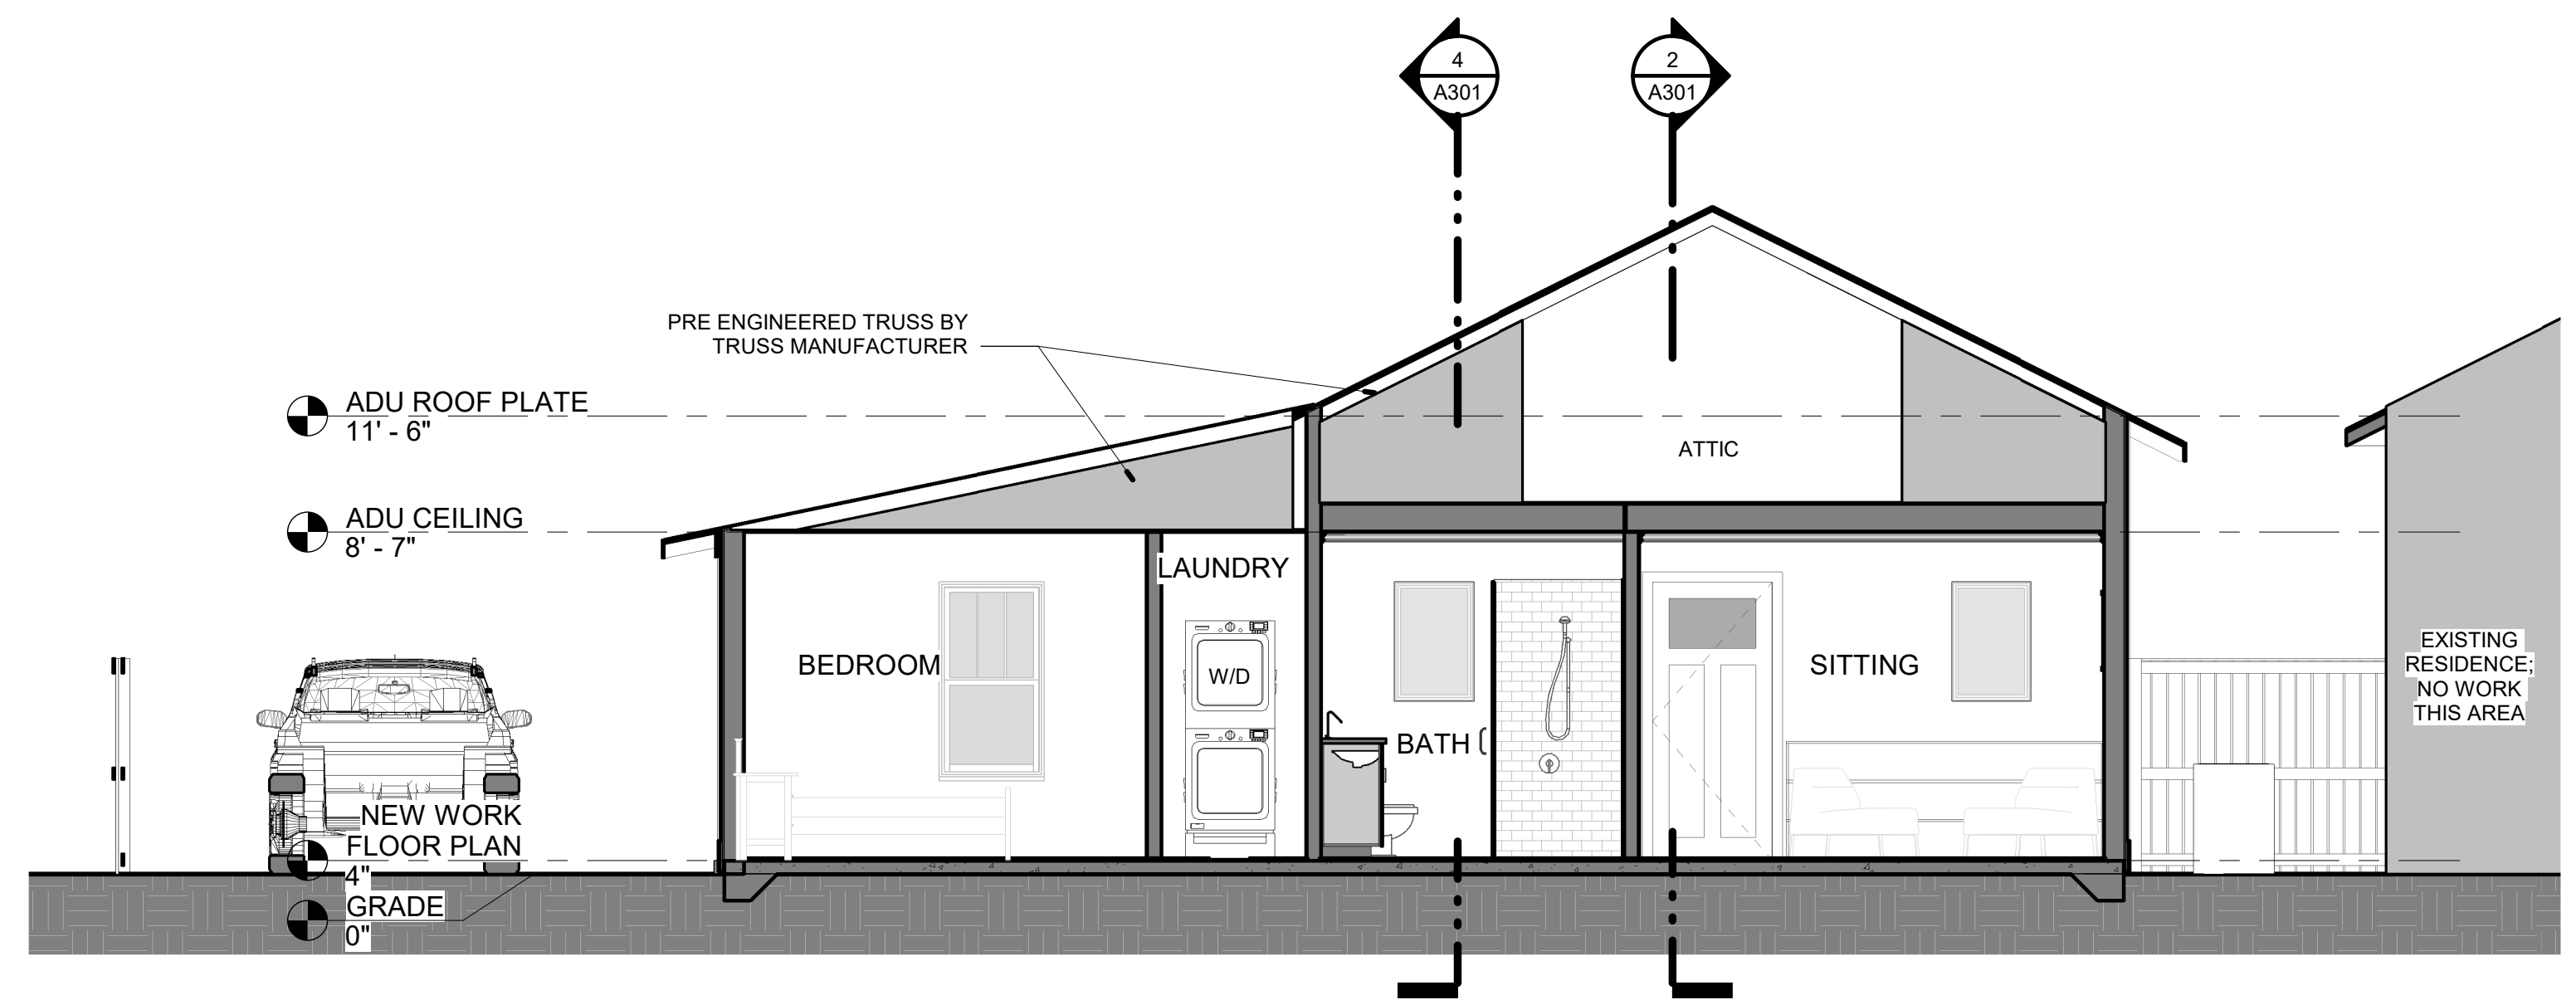 4
A301
2
A301
PRE ENGINEERED TRUSS BY
TRUSS MANUFACTURER
ADU ROOF PLATE
11' - 6"
ATTIC
ADU CEILING
8' - 7"
LAUNDRY
BEDROOM
W/D
BATH
SITTING
EXISTING
RESIDENCE;
NO WORK
THIS AREA
NEW WORK
FLOOR PLAN
4"
GRADE
0"